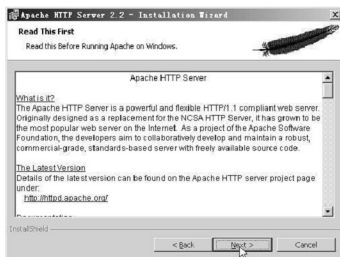 Apache HTTP Server 2.2 - Installation Wizard
Read This First
Read this Before Running Apache on Windows.
Apache HTTP Server
What is it?
The Apache HTTP Server is a powerful and flexible HTTP/1.1 compliant web server.
Originally designed as a replacement for the NCSA HTTP Server, it has grown to be
the most popular web server on the Internet. As a project of the Apache Software
Foundation, the developers aim to collaboratively develop and maintain a robust,
commercial-grade, standards-based server with freely available source code.
The Latest Version
Details of the latest version can be found on the Apache HTTP server project page
under:
http://httpd.apache.org/
InstallShield
< Back
Next >
Cancel